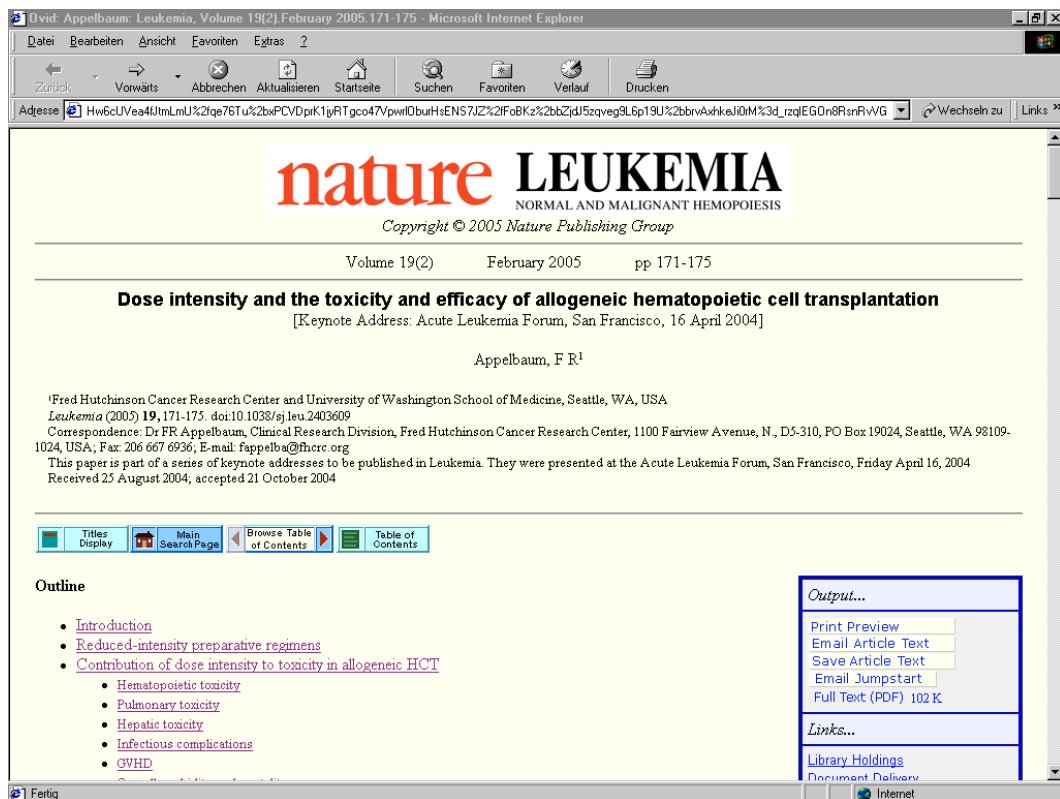 Ovid: Appelbaum: Leukemia, Volume 19(2).February 2005.171-175 - Microsoft Internet Explorer
Datei Bearbeiten Ansicht Favoriten Extras ?
Zurück Vorwärts Abbrechen Aktualisieren Startseite Suchen Favoriten Verlauf Drucken
Adresse Wechseln zu Links »
nature LEUKEMIA
NORMAL AND MALIGNANT HEMOPOIESIS
Copyright © 2005 Nature Publishing Group
Volume 19(2) February 2005 pp 171-175
Dose intensity and the toxicity and efficacy of allogeneic hematopoietic cell transplantation
[Keynote Address: Acute Leukemia Forum, San Francisco, 16 April 2004]
Appelbaum, F R1
1Fred Hutchinson Cancer Research Center and University of Washington School of Medicine, Seattle, WA, USA
Leukemia (2005) 19, 171-175. doi:10.1038/sj.leu.2403609
Correspondence: Dr FR Appelbaum, Clinical Research Division, Fred Hutchinson Cancer Research Center, 1100 Fairview Avenue, N., D5-310, PO Box 19024, Seattle, WA 98109-
1024, USA; Fax: 206 667 6936; E-mail: fappelba@fhcrc.org
This paper is part of a series of keynote addresses to be published in Leukemia. They were presented at the Acute Leukemia Forum, San Francisco, Friday April 16, 2004
Received 25 August 2004; accepted 21 October 2004
Titles Display
Main Search Page
Browse Table of Contents
Table of Contents
Outline
Introduction
Reduced-intensity preparative regimens
Contribution of dose intensity to toxicity in allogeneic HCT
Hematopoietic toxicity
Pulmonary toxicity
Hepatic toxicity
Infectious complications
GVHD
Output...
Print Preview
Email Article Text
Save Article Text
Email Jumpstart
Full Text (PDF) 102 K
Links...
Library Holdings
Document Delivery
Fertig
Internet